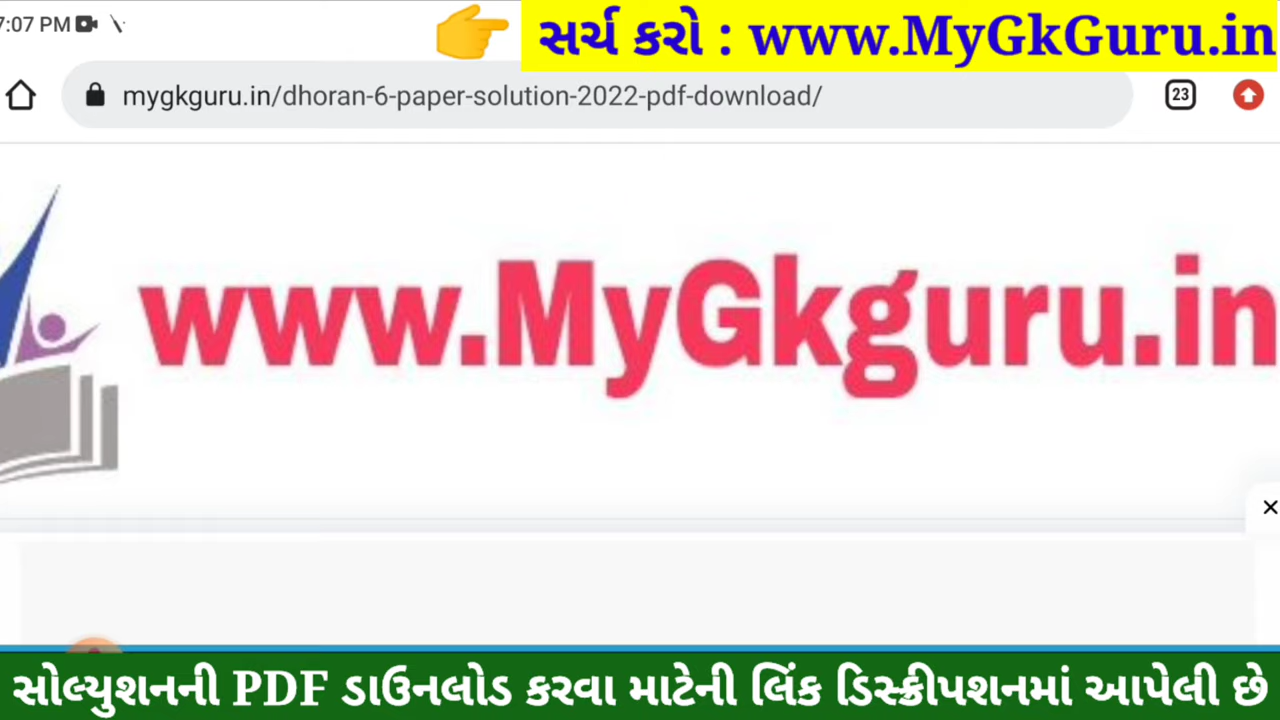 7:07 PM
સર્ચ કરો : www.MyGkGuru.in
mygkguru.in/dhoran-6-paper-solution-2022-pdf-download/
23
www.MyGkguru.in
સોલ્યુશનની PDF ડાઉનલોડ કરવા માટેની લિંક ડિસ્ક્રીપશનમાં આપેલી છે